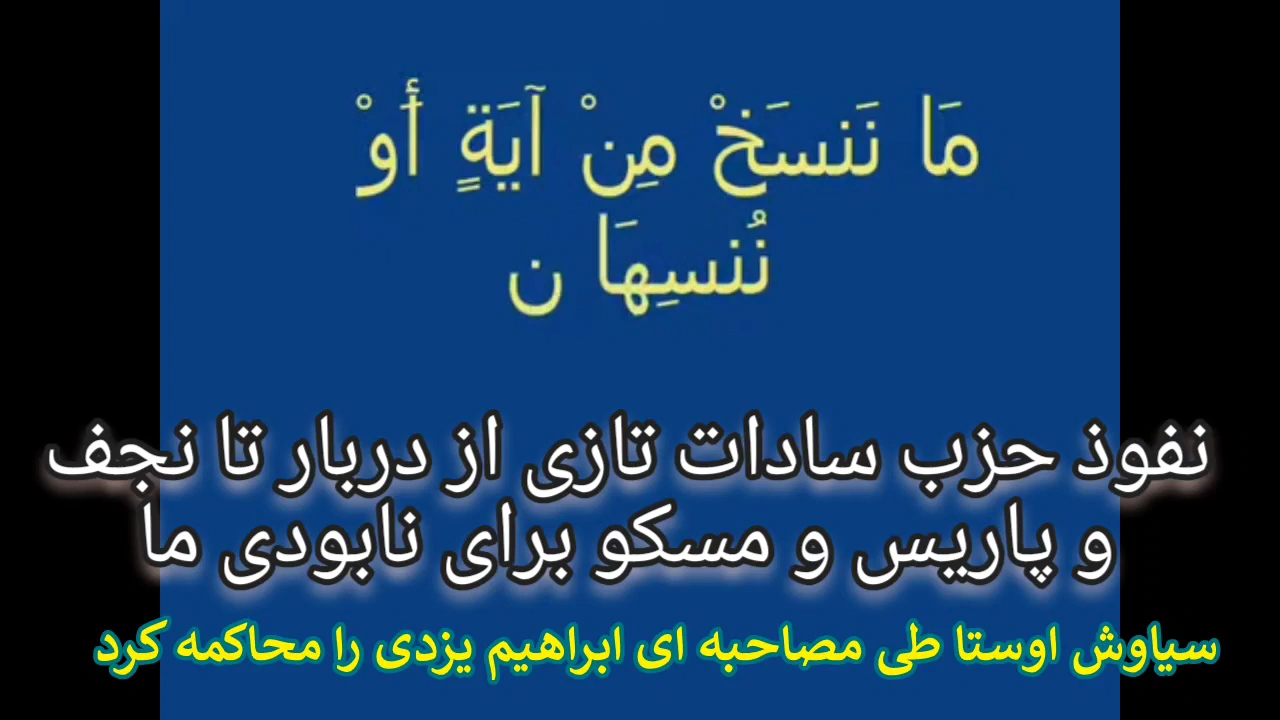 مَا نَنسَخْ مِنْ آيَةٍ أَوْ
نُنسِهَا ن
نفوذ حزب سادات تازی از دربار تا نجف
و پاریس و مسکو برای نابودی ما
سیاوش اوستا طی مصاحبه ای ابراهیم یزدی را محاکمه کرد